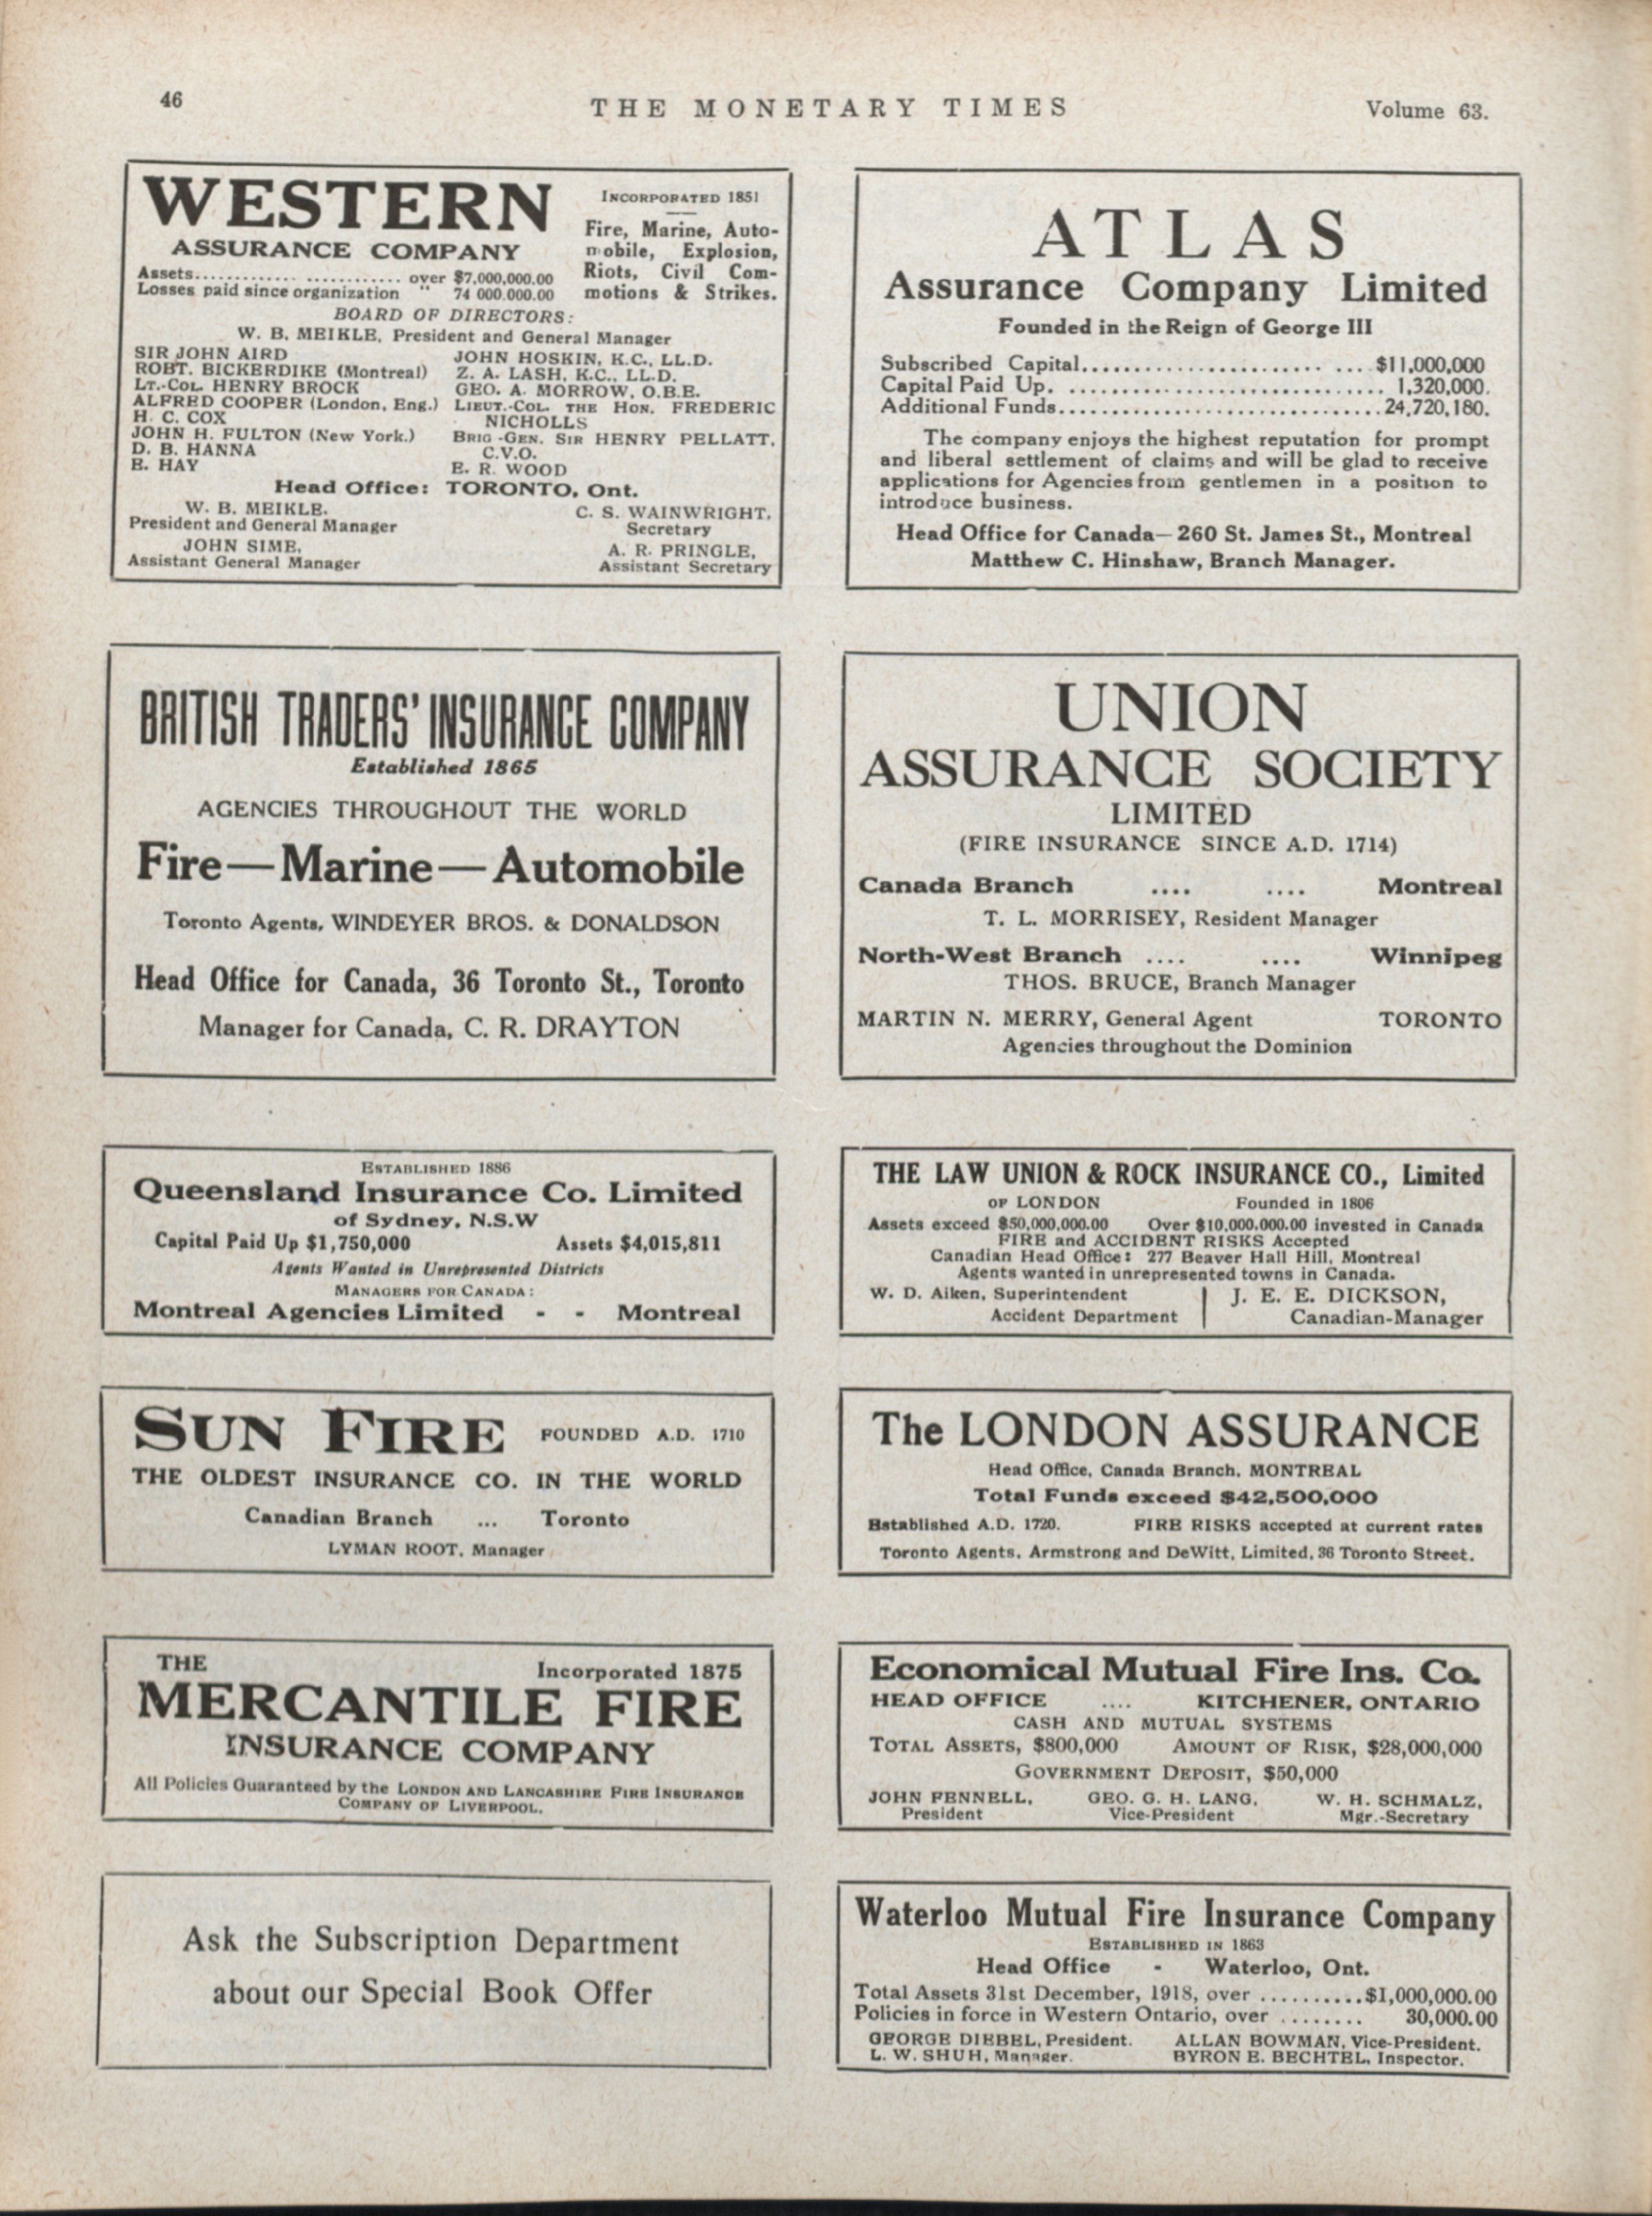 46
THE MONETARY TIMES
Volume 63.
WESTERN
ASSURANCE COMPANY
INCORPORATED 1851
Fire, Marine, Auto-
mobile, Explosion,
Riots, Civil Com-
motions & Strikes.
Assets............. ............ over $7,000,000.00
Losses paid since organization " 74 000,000.00
BOARD OF DIRECTORS:
W. B. MEIKLE, President and General Manager
SIR JOHN AIRD
ROBT. BICKERDIKE (Montreal)
LT.-COL. HENRY BROCK
ALFRED COOPER (London, Eng.)
H. C. COX
JOHN H. FULTON (New York.)
D. B. HANNA
E. HAY
JOHN HOSKIN, K.C., LL.D.
Z. A. LASH, K.C., LL.D.
GEO. A. MORROW, O.B.E.
LIEUT.-COL. THE HON. FREDERIC
NICHOLLS
BRIG-GEN. SIR HENRY PELLATT,
C.V.O.
E. R. WOOD
Head Office: TORONTO, Ont.
W. B. MEIKLE,
President and General Manager
JOHN SIME,
Assistant General Manager
C. S. WAINWRIGHT,
Secretary
A. R. PRINGLE,
Assistant Secretary
ATLAS
Assurance Company Limited
Founded in the Reign of George III
Subscribed Capital........................ ....$11,000,000
Capital Paid Up. ................................ 1,320,000.
Additional Funds.................................24,720,180.
The company enjoys the highest reputation for prompt
and liberal settlement of claims and will be glad to receive
applications for Agencies from gentlemen in a position to
introduce business.
Head Office for Canada—260 St. James St., Montreal
Matthew C. Hinshaw, Branch Manager.
BRITISH TRADERS' INSURANCE COMPANY
Established 1865
AGENCIES THROUGHOUT THE WORLD
Fire—Marine—Automobile
Toronto Agents, WINDEYER BROS. & DONALDSON
Head Office for Canada, 36 Toronto St., Toronto
Manager for Canada, C. R. DRAYTON
UNION
ASSURANCE SOCIETY
LIMITED
(FIRE INSURANCE SINCE A.D. 1714)
Canada Branch .... .... Montreal
T. L. MORRISEY, Resident Manager
North-West Branch .... .... Winnipeg
THOS. BRUCE, Branch Manager
MARTIN N. MERRY, General Agent TORONTO
Agencies throughout the Dominion
ESTABLISHED 1886
Queensland Insurance Co. Limited
of Sydney, N.S.W
Capital Paid Up $1,750,000 Assets $4,015,811
Agents Wanted in Unrepresented Districts
MANAGERS FOR CANADA:
Montreal Agencies Limited - - Montreal
THE LAW UNION & ROCK INSURANCE CO., Limited
OF LONDON Founded in 1806
Assets exceed $50,000,000.00 Over $10,000,000.00 invested in Canada
FIRE and ACCIDENT RISKS Accepted
Canadian Head Office: 277 Beaver Hall Hill, Montreal
Agents wanted in unrepresented towns in Canada.
W. D. Aiken, Superintendent
Accident Department
J. E. E. DICKSON,
Canadian-Manager
SUN FIRE FOUNDED A.D. 1710
THE OLDEST INSURANCE CO. IN THE WORLD
Canadian Branch ... Toronto
LYMAN ROOT, Manager
The LONDON ASSURANCE
Head Office, Canada Branch, MONTREAL
Total Funds exceed $42,500,000
Established A.D. 1720. FIRE RISKS accepted at current rates
Toronto Agents, Armstrong and DeWitt, Limited, 36 Toronto Street.
THE Incorporated 1875
MERCANTILE FIRE
INSURANCE COMPANY
All Policies Guaranteed by the LONDON AND LANCASHIRE FIRE INSURANCE
COMPANY OF LIVERPOOL.
Economical Mutual Fire Ins. Co.
HEAD OFFICE .... KITCHENER, ONTARIO
CASH AND MUTUAL SYSTEMS
TOTAL ASSETS, $800,000 AMOUNT OF RISK, $28,000,000
GOVERNMENT DEPOSIT, $50,000
JOHN FENNELL, GEO. G. H. LANG, W. H. SCHMALZ,
President Vice-President Mgr.-Secretary
Ask the Subscription Department
about our Special Book Offer
Waterloo Mutual Fire Insurance Company
ESTABLISHED IN 1863
Head Office - Waterloo, Ont.
Total Assets 31st December, 1918, over ..........$1,000,000.00
Policies in force in Western Ontario, over ........ 30,000.00
GEORGE DIEBEL, President. ALLAN BOWMAN, Vice-President.
L. W. SHUH, Manager. BYRON E. BECHTEL, Inspector.